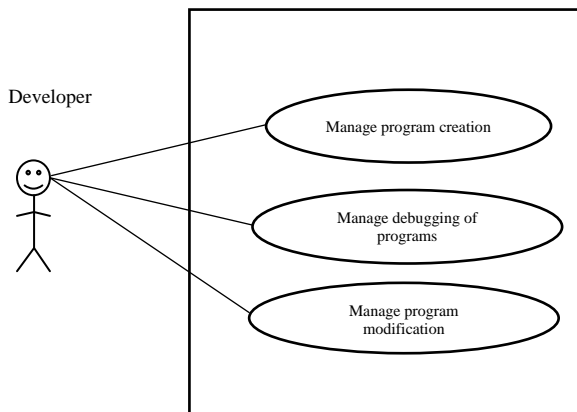 Developer
Manage program creation
Manage debugging of
programs
Manage program
modification